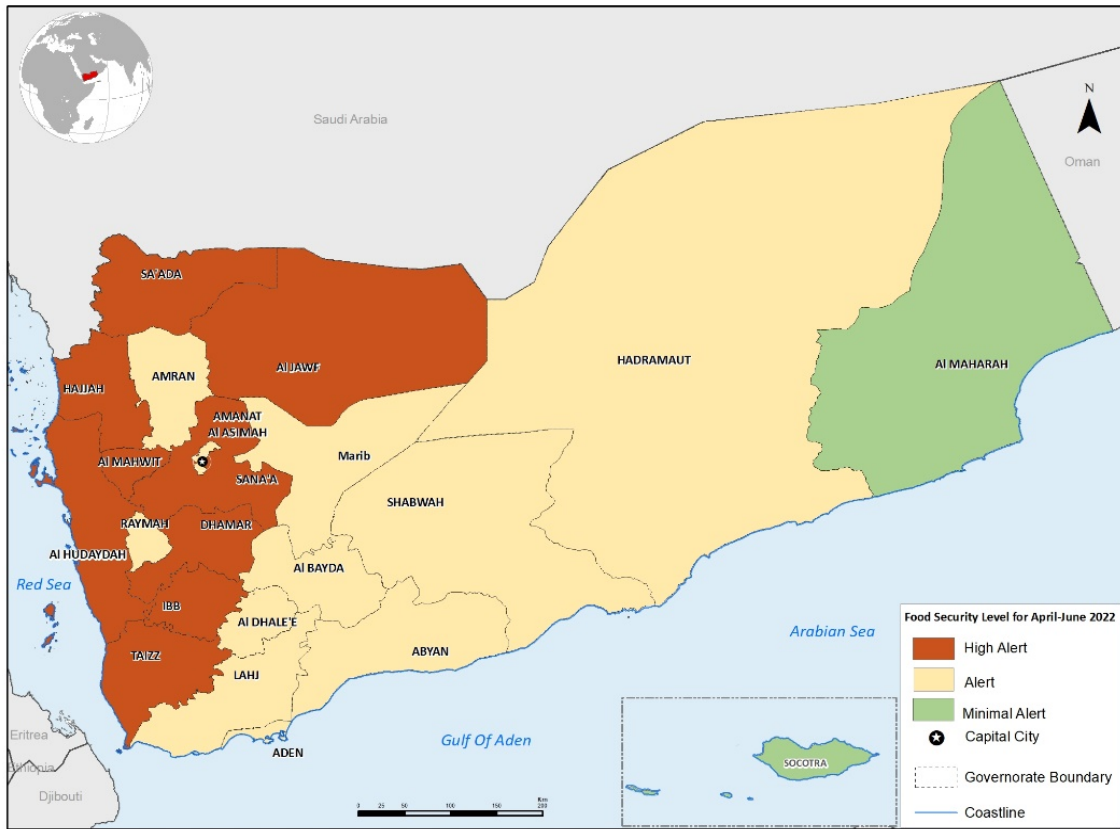 Saudi Arabia
N
Oman
SA'ADA
Al JAWF
HADRAMAUT
Al MAHARAH
AMRAN
HAJJAH
AMANAT
Al ASIMAH
Marib
Al MAHWIT
SANA'A
SHABWAH
RAYMAH
DHAMAR
Al HUDAYDAH
Al BAYDA
Red Sea
IBB
Al DHALE'E
TAIZZ
LAHJ
ABYAN
Arabian Sea
Eritrea
Ethiopia
Djibouti
ADEN
Gulf Of Aden
SOCOTRA
Km
0 25 50 100 150 200
Food Security Level for April-June 2022
High Alert
Alert
Minimal Alert
Capital City
Governorate Boundary
Coastline